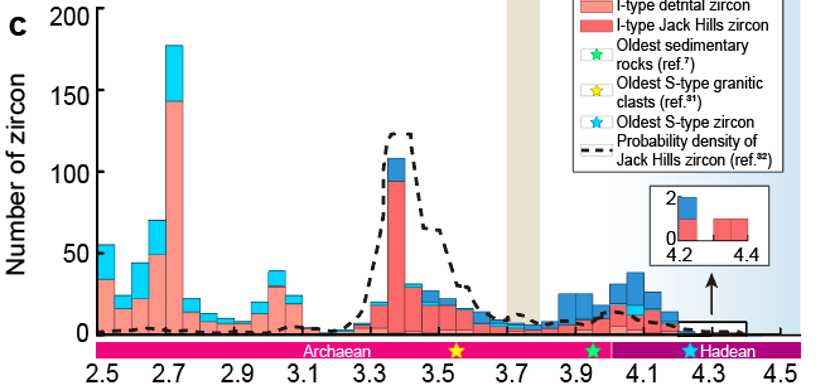 c
I-type detrital zircon
I-type Jack Hills zircon
Oldest sedimentary
rocks (ref.⁷)
Oldest S-type granitic
clasts (ref.³¹)
Oldest S-type zircon
Probability density of
Jack Hills zircon (ref.³²)
Number of zircon
200
150
100
50
0
2
0
4.2 4.4
Archaean Hadean
2.5 2.7 2.9 3.1 3.3 3.5 3.7 3.9 4.1 4.3 4.5